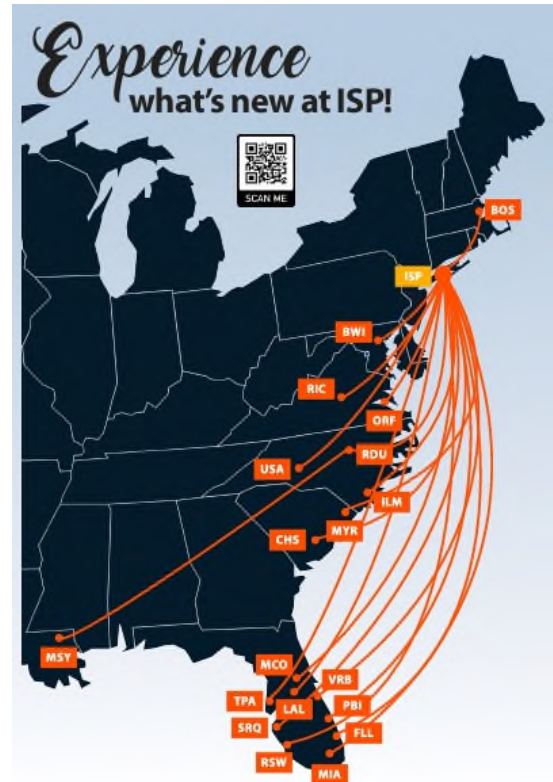 Experience
what's new at ISP!
SCAN ME
BOS
ISP
BWI
RIC
ORF
RDU
USA
ILM
MYR
CHS
MSY
MCO
VRB
TPA
LAL
PBI
SRQ
FLL
RSW
MIA